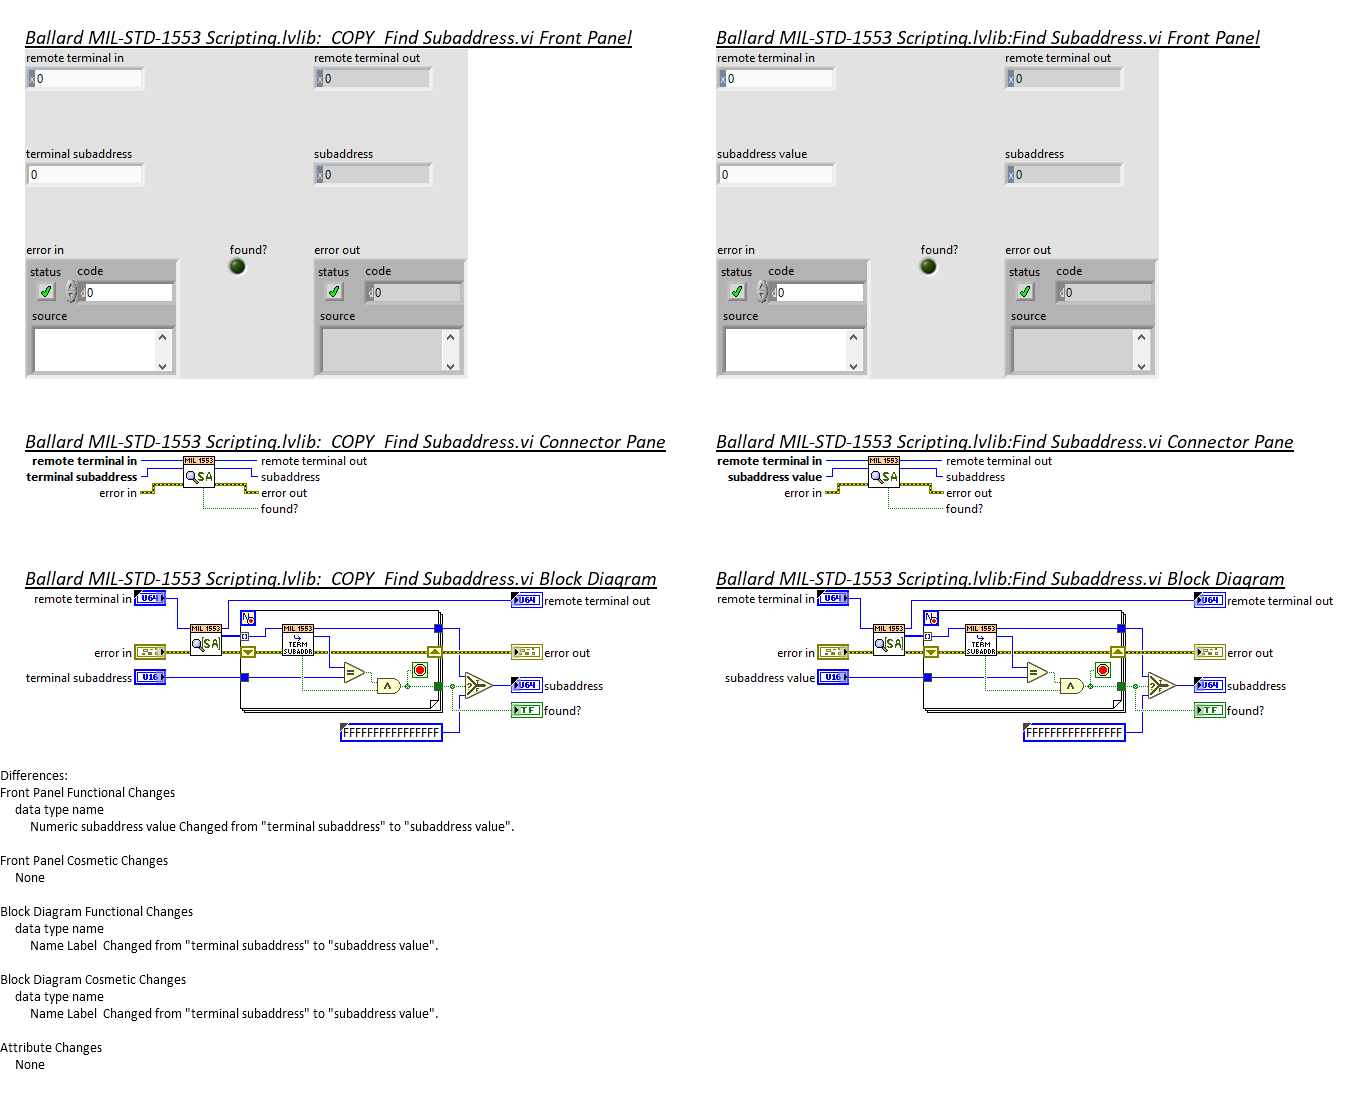 Ballard MIL-STD-1553 Scripting.lvlib:_COPY_Find Subaddress.vi Front Panel
remote terminal in
remote terminal out
x 0
x 0
terminal subaddress
subaddress
0
x 0
error in
found?
error out
status code
status code
d 0
d 0
source
source
Ballard MIL-STD-1553 Scripting.lvlib:Find Subaddress.vi Front Panel
remote terminal in
remote terminal out
x 0
x 0
subaddress value
subaddress
0
x 0
error in
found?
error out
status code
status code
d 0
d 0
source
source
Ballard MIL-STD-1553 Scripting.lvlib:_COPY_Find Subaddress.vi Connector Pane
remote terminal in
MIL 1553
remote terminal out
terminal subaddress
SA
subaddress
error in
error out
found?
Ballard MIL-STD-1553 Scripting.lvlib:Find Subaddress.vi Connector Pane
remote terminal in
MIL 1553
remote terminal out
subaddress value
SA
subaddress
error in
error out
found?
Ballard MIL-STD-1553 Scripting.lvlib:_COPY_Find Subaddress.vi Block Diagram
remote terminal in U64
U64 remote terminal out
N
MIL 1553
[SA]
[]
MIL 1553
TERM
SUBADDR
error in
error out
terminal subaddress U16
=
∧
?
T
F
U64 subaddress
TF found?
FFFFFFFFFFFFFFFF
Ballard MIL-STD-1553 Scripting.lvlib:Find Subaddress.vi Block Diagram
remote terminal in U64
U64 remote terminal out
N
MIL 1553
[SA]
[]
MIL 1553
TERM
SUBADDR
error in
error out
subaddress value U16
=
∧
?
T
F
U64 subaddress
TF found?
FFFFFFFFFFFFFFFF
Differences:
Front Panel Functional Changes
data type name
Numeric subaddress value Changed from "terminal subaddress" to "subaddress value".
Front Panel Cosmetic Changes
None
Block Diagram Functional Changes
data type name
Name Label  Changed from "terminal subaddress" to "subaddress value".
Block Diagram Cosmetic Changes
data type name
Name Label  Changed from "terminal subaddress" to "subaddress value".
Attribute Changes
None